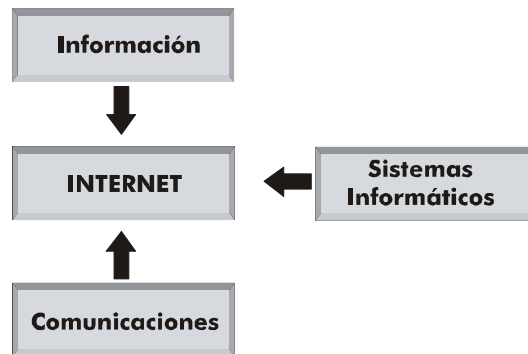 Información
INTERNET
Sistemas
Informáticos
Comunicaciones